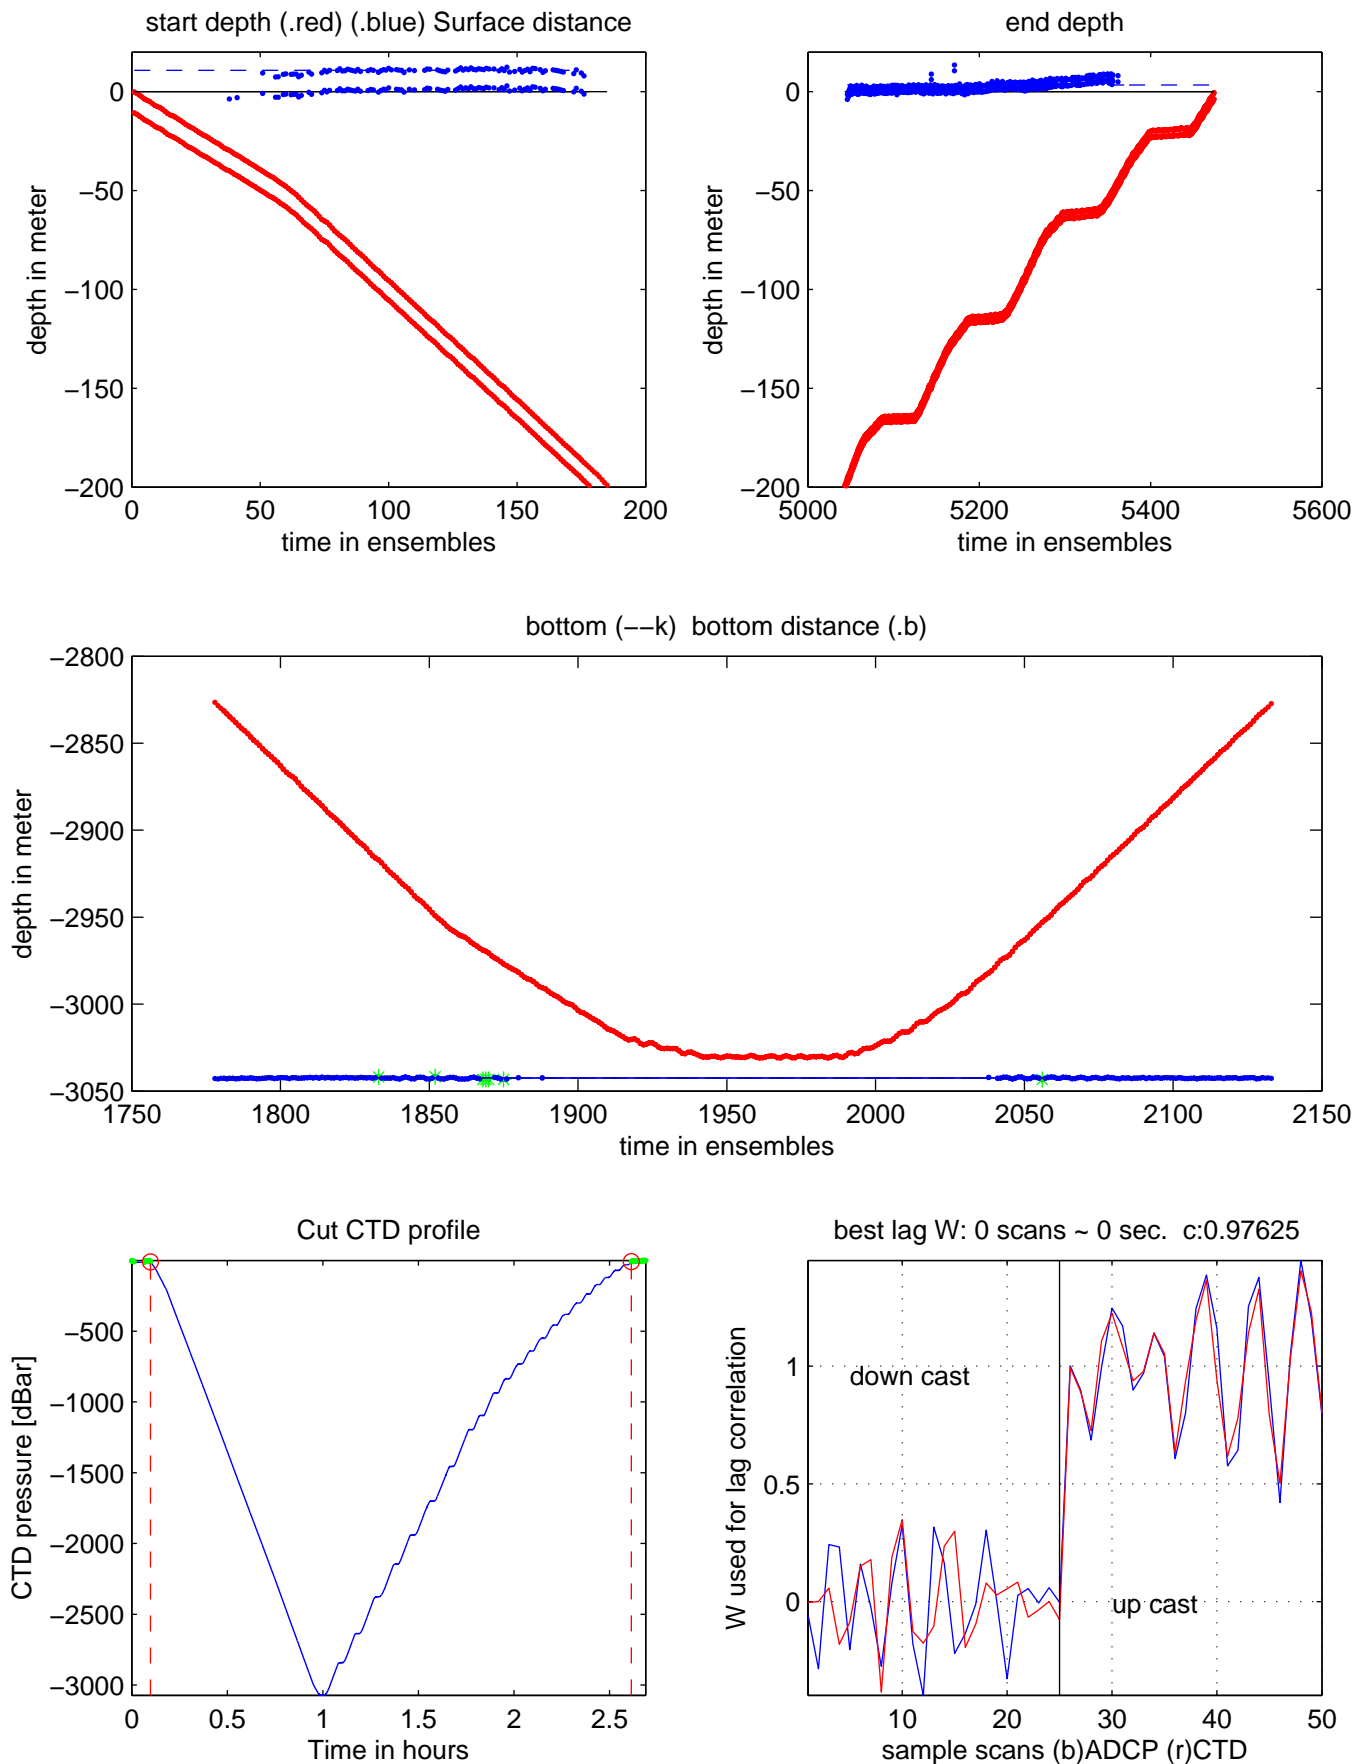 start depth (.red) (.blue) Surface distance
0
−50
−100
−150
−200
depth in meter
0 50 100 150 200
time in ensembles
end depth
0
−50
−100
−150
−200
depth in meter
5000 5200 5400 5600
time in ensembles
bottom (−−k)  bottom distance (.b)
−2800
−2850
−2900
−2950
−3000
−3050
depth in meter
1750 1800 1850 1900 1950 2000 2050 2100 2150
time in ensembles
Cut CTD profile
−500
−1000
−1500
−2000
−2500
−3000
CTD pressure [dBar]
0 0.5 1 1.5 2 2.5
Time in hours
best lag W: 0 scans ~ 0 sec.  c:0.97625
1
0.5
0
W used for lag correlation
down cast
up cast
10 20 30 40 50
sample scans (b)ADCP (r)CTD